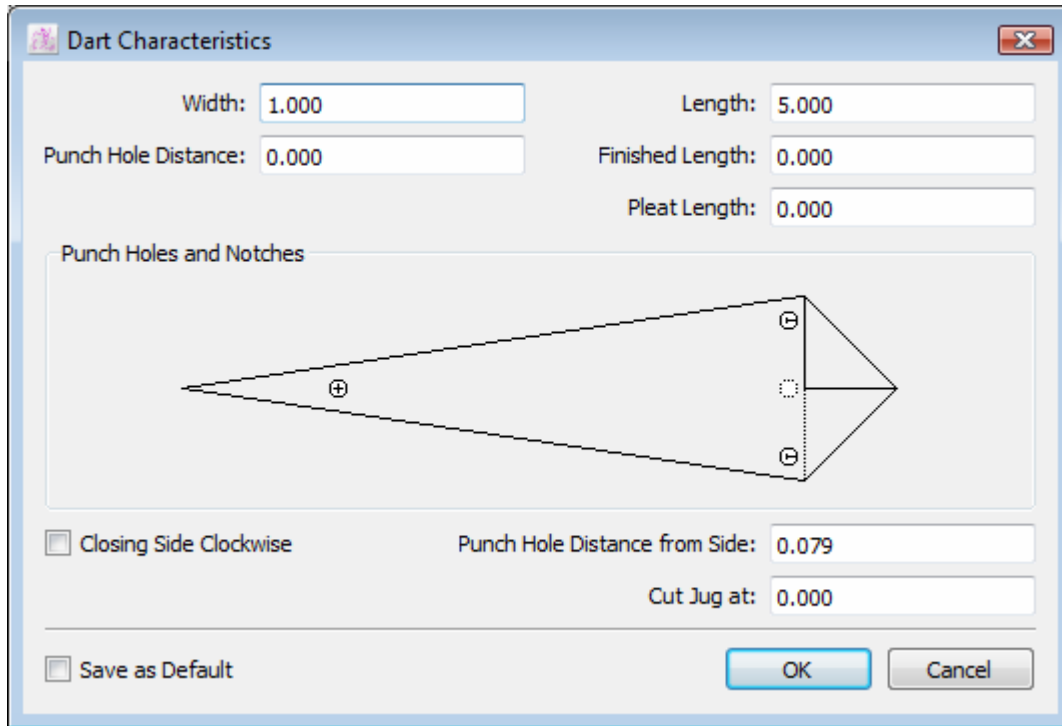 Dart Characteristics
Width: 1.000 Length: 5.000
Punch Hole Distance: 0.000 Finished Length: 0.000
Pleat Length: 0.000
Punch Holes and Notches
Closing Side Clockwise Punch Hole Distance from Side: 0.079
Cut Jug at: 0.000
Save as Default OK Cancel